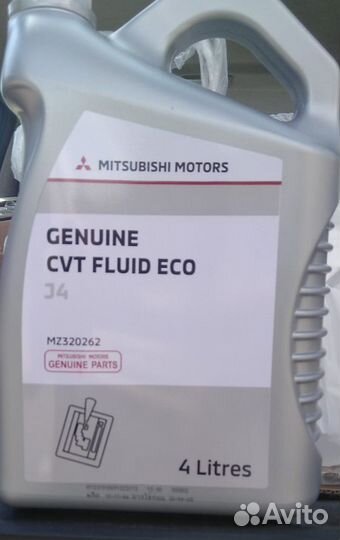 MITSUBISHI MOTORS
GENUINE
CVT FLUID ECO
J4
MZ320262
MITSUBISHI MOTORS
GENUINE PARTS
4 Litres
Avito